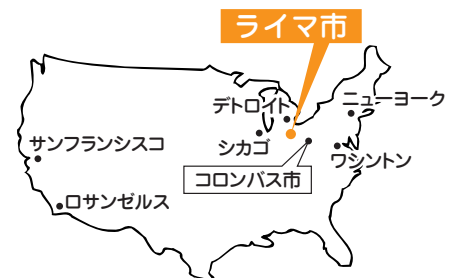 ライマ市
デトロイト
ニューヨーク
サンフランシスコ
シカゴ
ワシントン
コロンバス市
ロサンゼルス